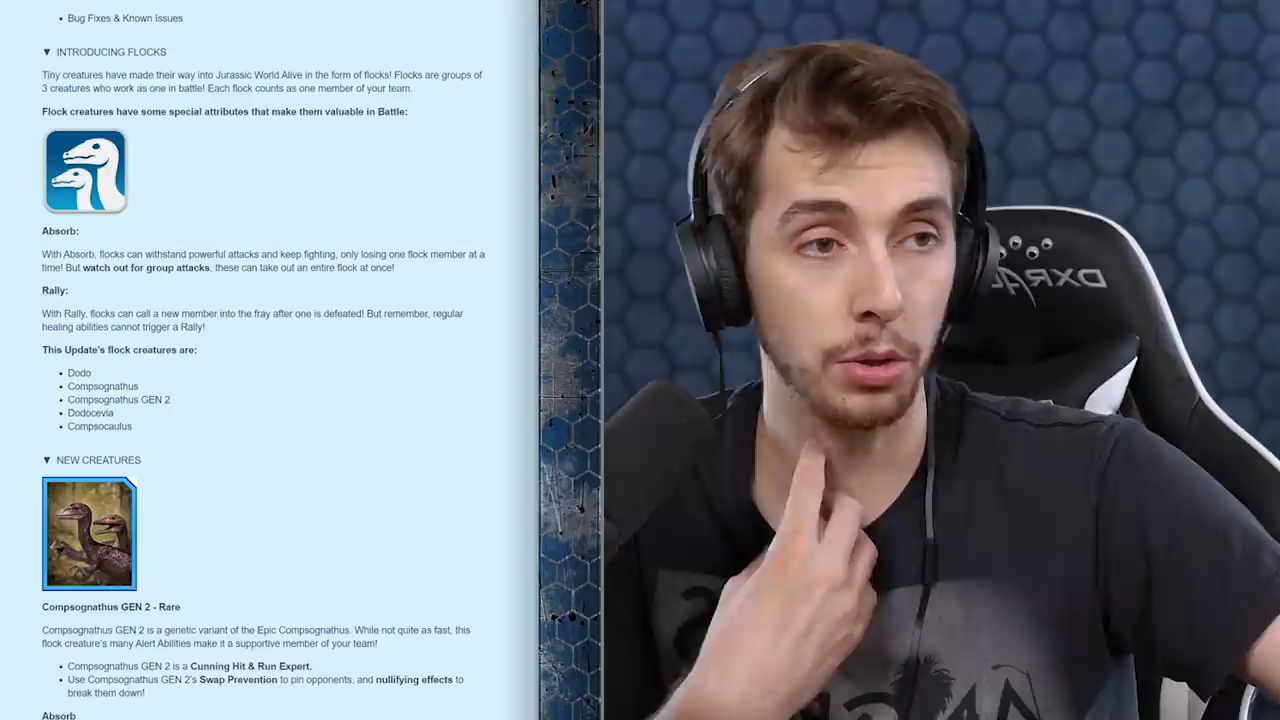 Bug Fixes & Known Issues
▼ INTRODUCING FLOCKS
Tiny creatures have made their way into Jurassic World Alive in the form of flocks! Flocks are groups of
3 creatures who work as one in battle! Each flock counts as one member of your team.
Flock creatures have some special attributes that make them valuable in Battle:
Absorb:
With Absorb, flocks can withstand powerful attacks and keep fighting, only losing one flock member at a
time! But watch out for group attacks, these can take out an entire flock at once!
Rally:
With Rally, flocks can call a new member into the fray after one is defeated! But remember, regular
healing abilities cannot trigger a Rally!
This Update's flock creatures are:
Dodo
Compsognathus
Compsognathus GEN 2
Dodocevia
Compsocaulus
▼ NEW CREATURES
Compsognathus GEN 2 - Rare
Compsognathus GEN 2 is a genetic variant of the Epic Compsognathus. While not quite as fast, this
flock creature's many Alert Abilities make it a supportive member of your team!
Compsognathus GEN 2 is a Cunning Hit & Run Expert.
Use Compsognathus GEN 2's Swap Prevention to pin opponents, and nullifying effects to
break them down!
Absorb